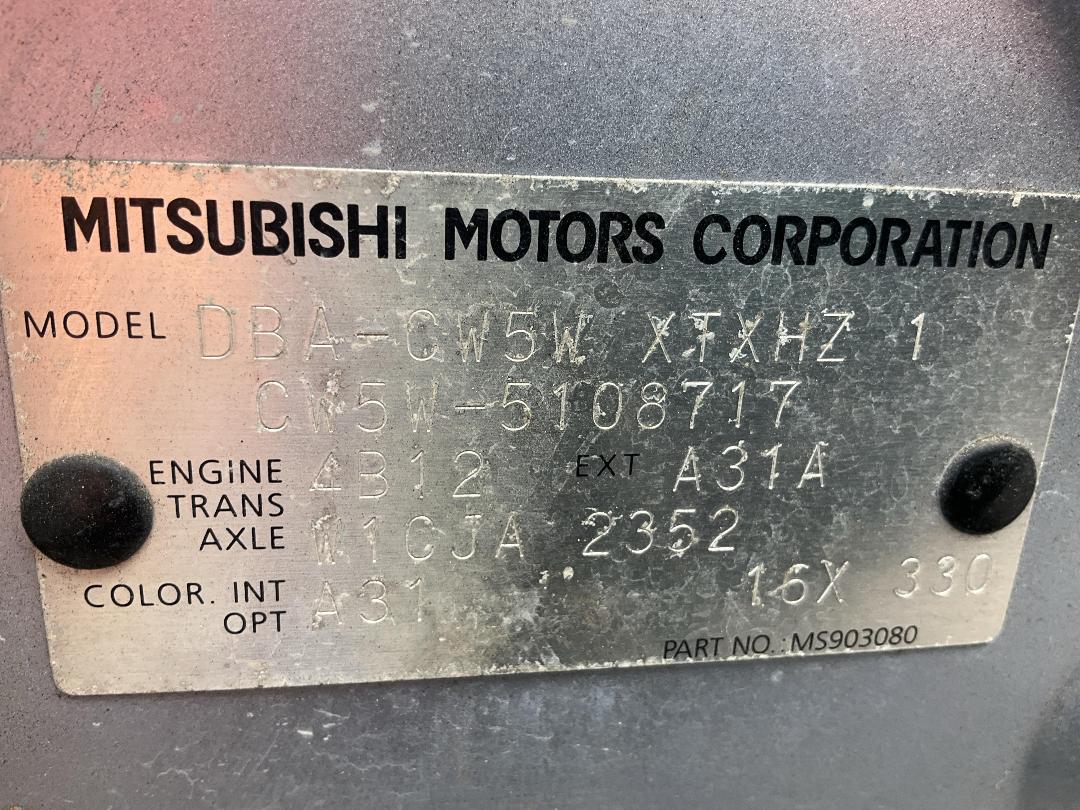 MITSUBISHI MOTORS CORPORATION
MODEL DBA-CW5W XTXHZ 1
CW5W-5108717
ENGINE 4B12 EXT A31A
TRANS
AXLE W1CJA 2352
COLOR. INT
OPT A31 16X 330
PART NO.: MS903080